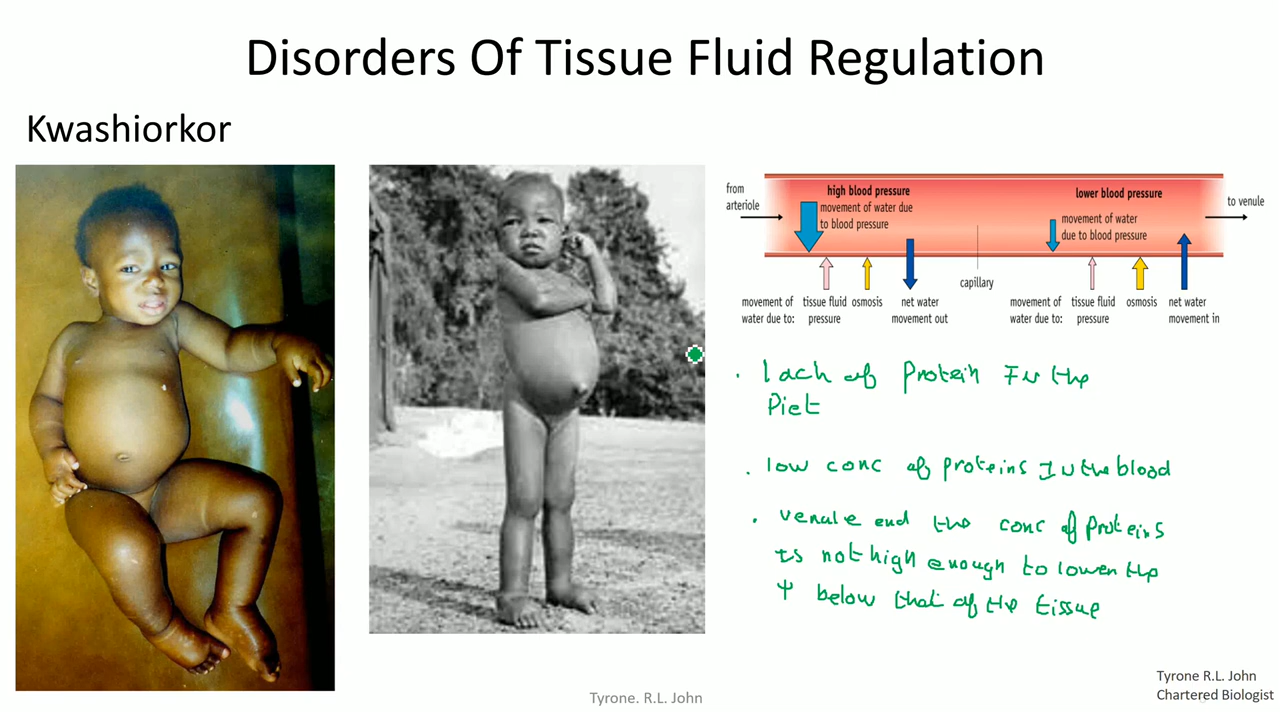 Disorders Of Tissue Fluid Regulation
Kwashiorkor
from
arteriole
high blood pressure
movement of water due
to blood pressure
lower blood pressure
movement of water
due to blood pressure
to venule
capillary
movement of
water due to:
tissue fluid
pressure
osmosis
net water
movement out
movement of
water due to:
tissue fluid
pressure
osmosis
net water
movement in
• lack of protein In the
Diet
• low conc of proteins In the blood
• venule end the conc of proteins
Is not high enough to lower the
Ψ below that of the tissue
Tyrone. R.L. John
Tyrone R.L. John
Chartered Biologist